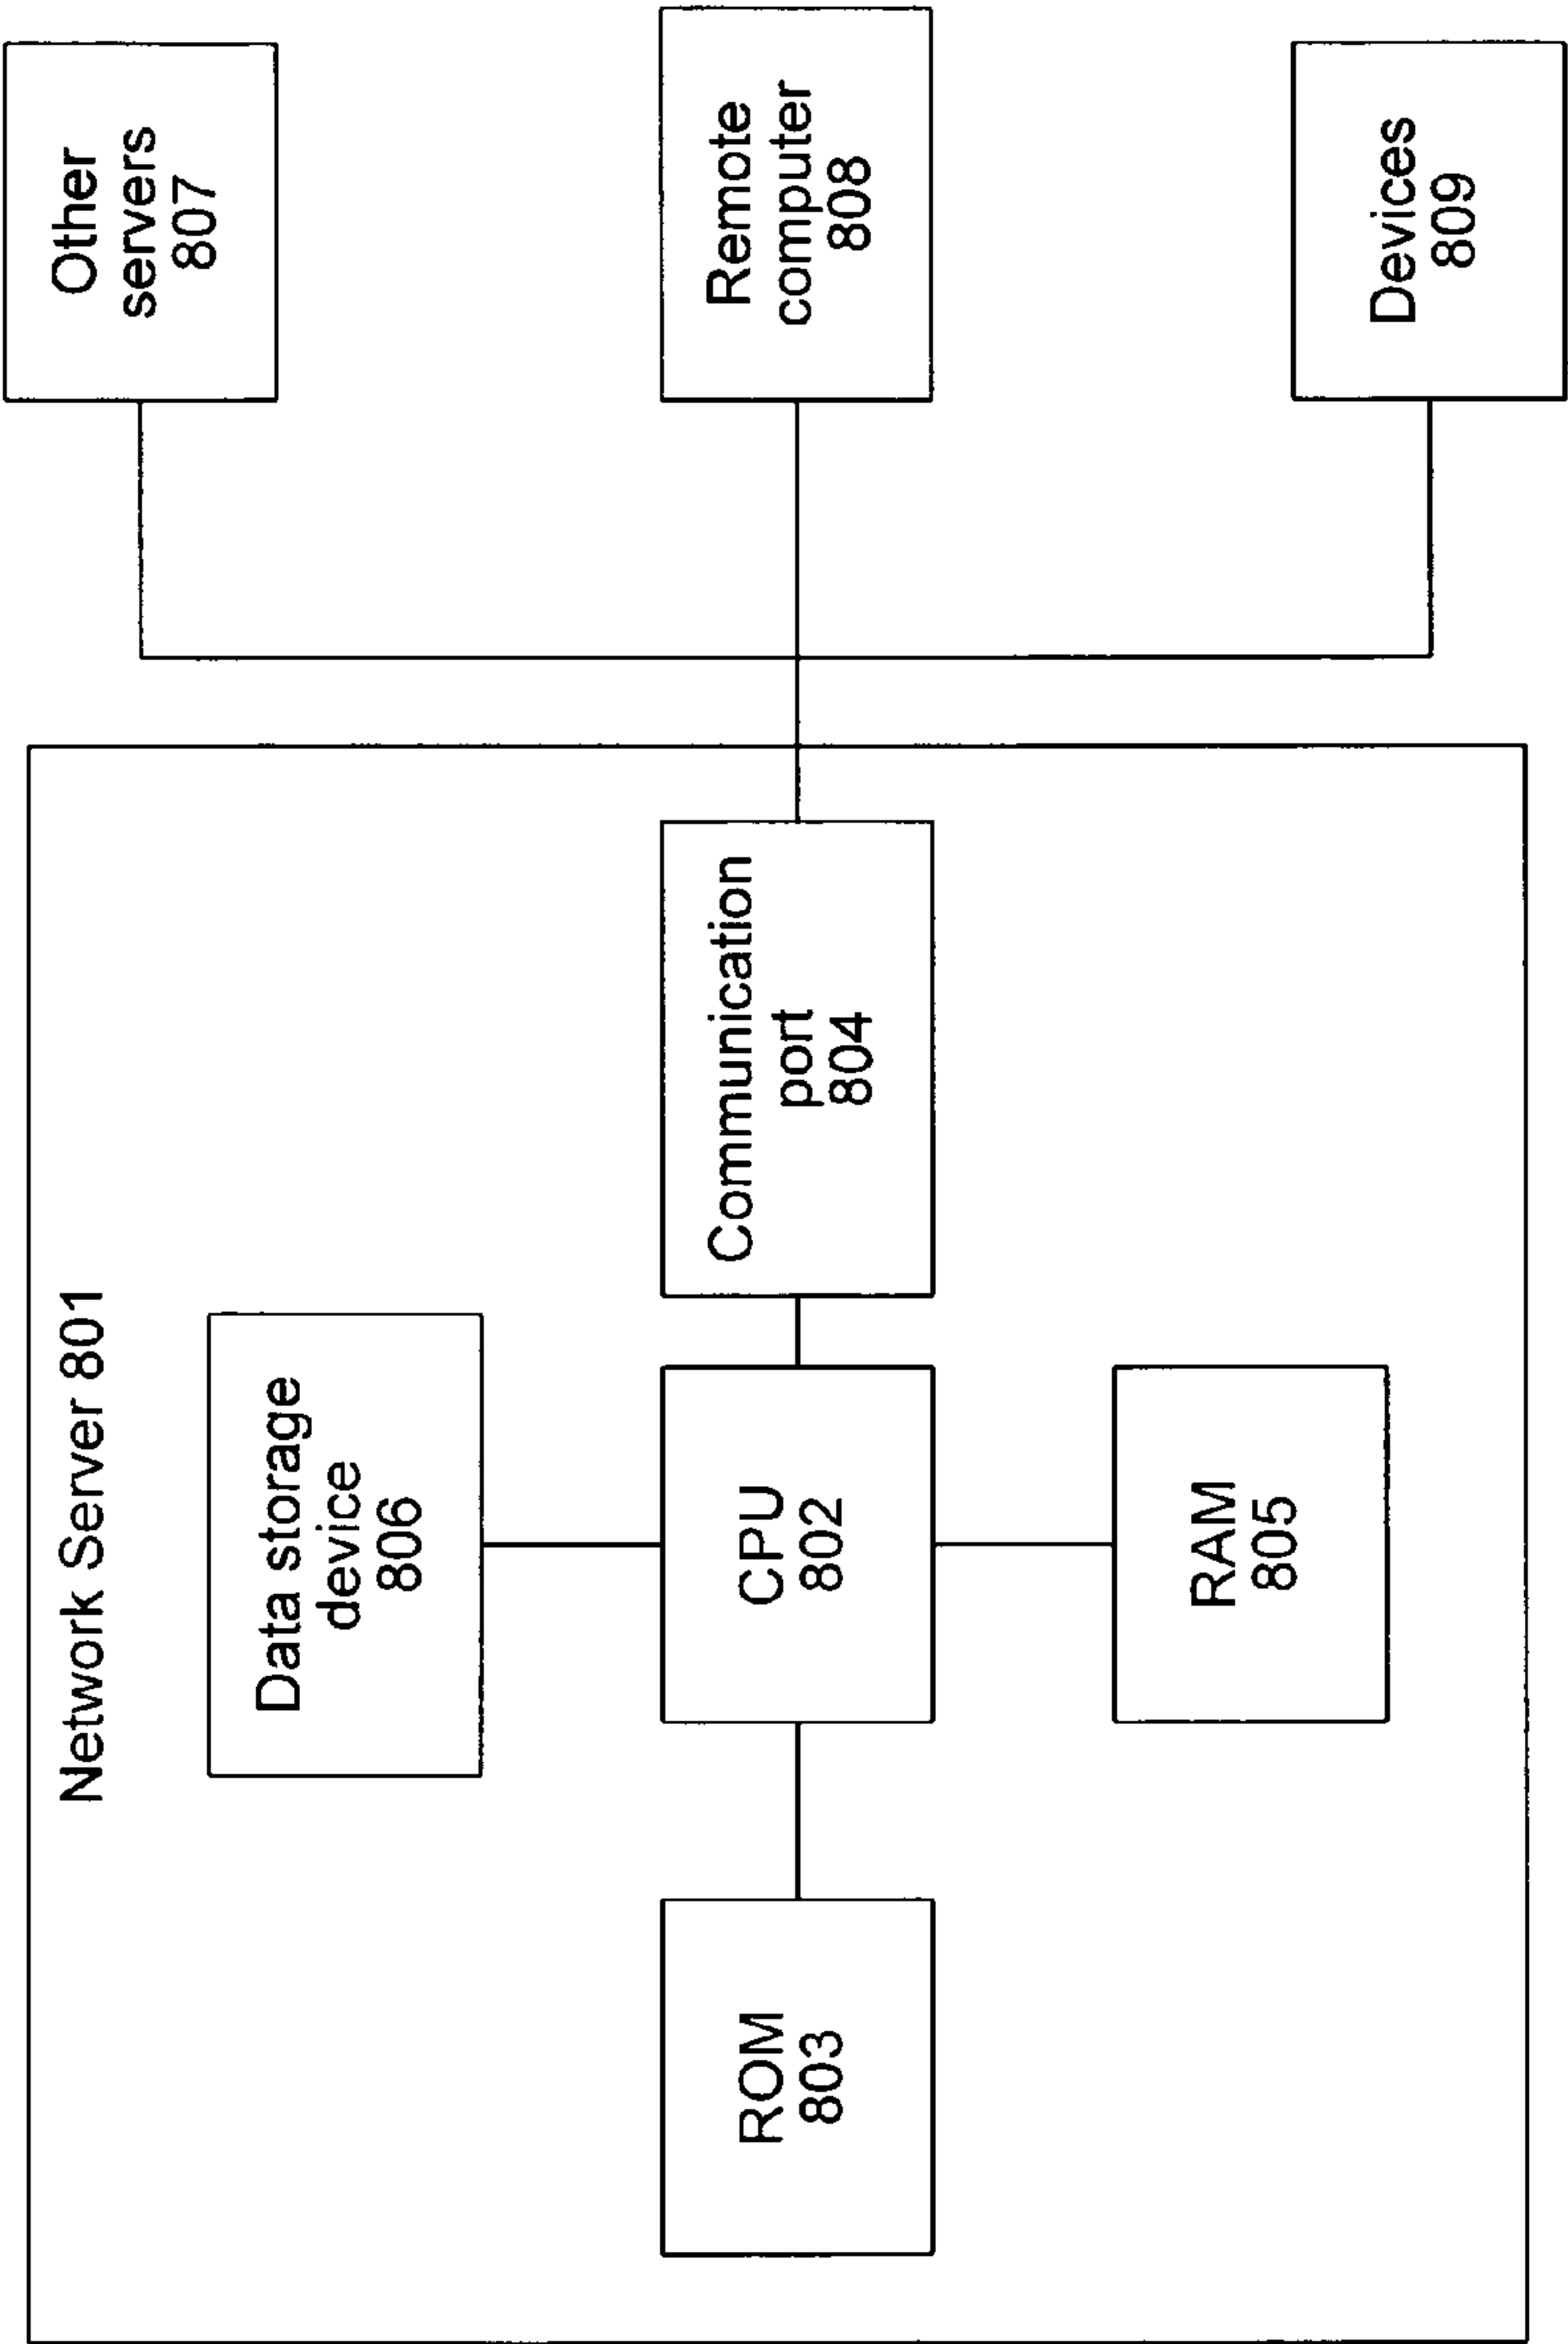 Network Server 801
Data storage
device
806
ROM
803
CPU
802
Communication
port
804
RAM
805
Other
servers
807
Remote
computer
808
Devices
809